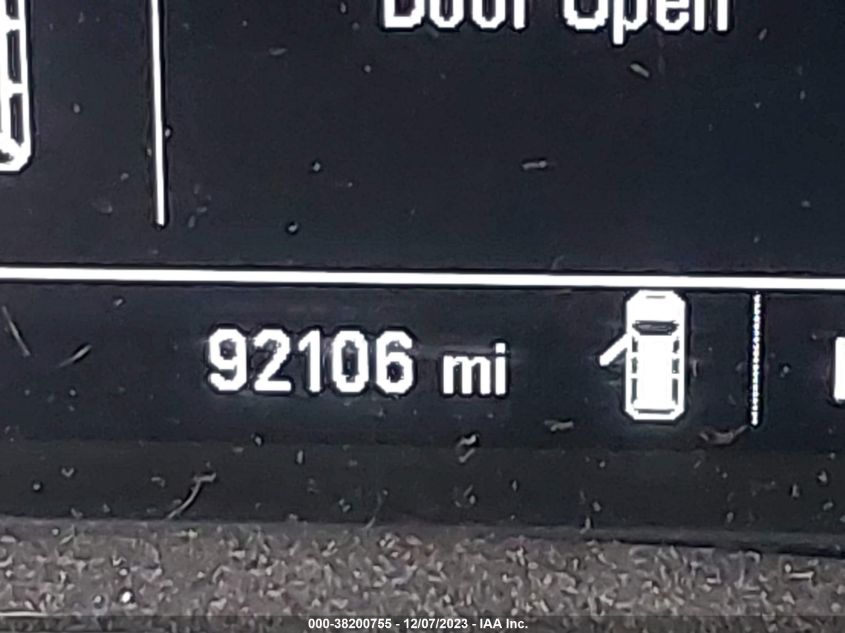 Door Open
92106 mi
000-38200755 - 12/07/2023 - IAA Inc.